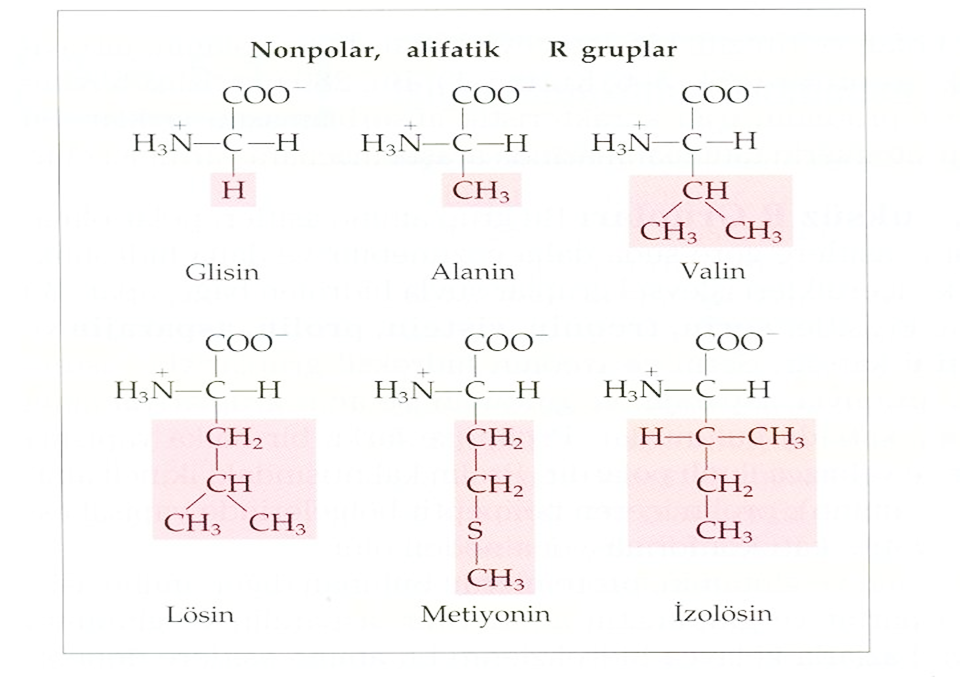 Nonpolar, alifatik R gruplar
COO⁻ COO⁻ COO⁻
H₃N⁺—C—H H₃N⁺—C—H H₃N⁺—C—H
H CH₃ CH
CH₃ CH₃
Glisin Alanin Valin
COO⁻ COO⁻ COO⁻
H₃N⁺—C—H H₃N⁺—C—H H₃N⁺—C—H
CH₂ CH₂ H—C—CH₃
CH CH₂ CH₂
CH₃ CH₃ S CH₃
CH₃
Lösin Metiyonin İzolösin